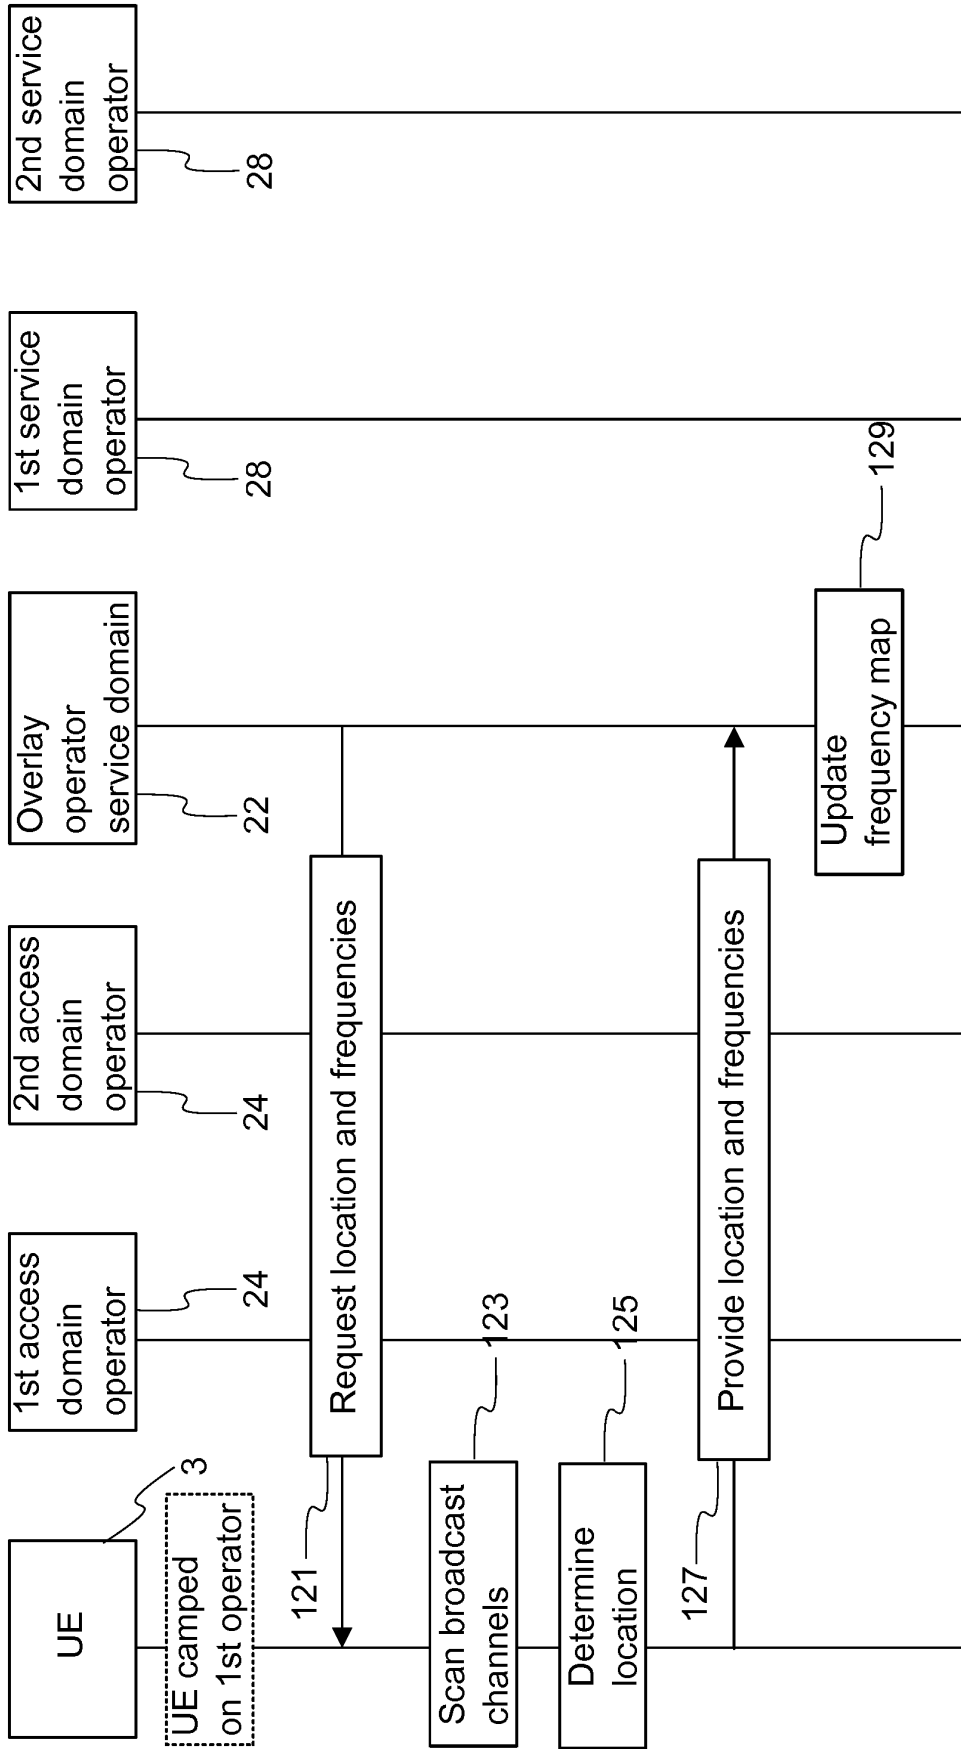 UE
3
UE camped
on 1st operator
1st access
domain
operator
24
2nd access
domain
operator
24
Overlay
operator
service domain
22
1st service
domain
operator
28
2nd service
domain
operator
28
Request location and frequencies
121
Scan broadcast
channels
123
Determine
location
125
Provide location and frequencies
127
Update
frequency map
129